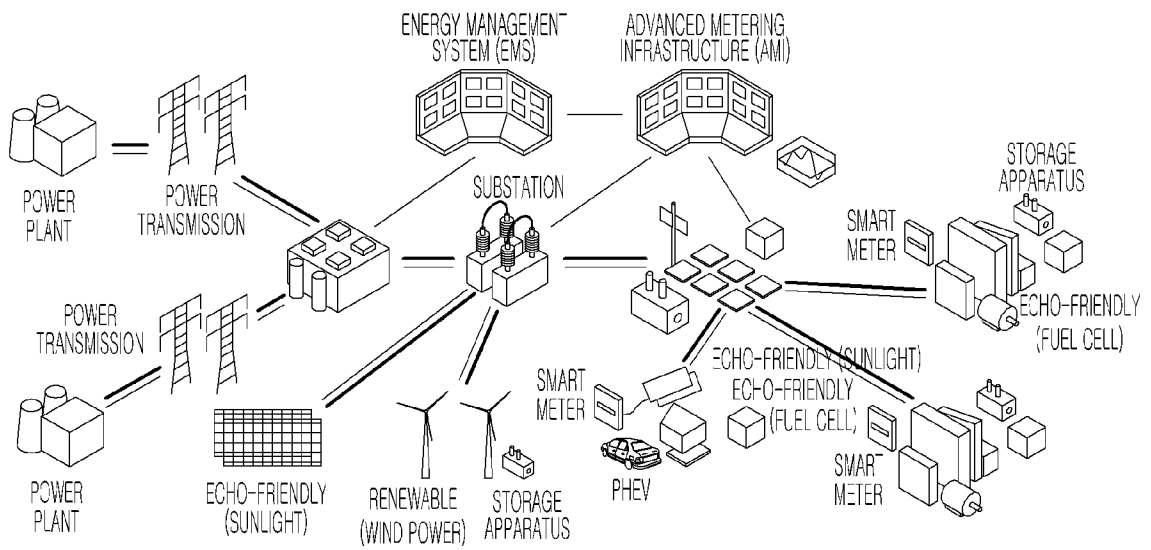 ENERGY MANAGEMENT
SYSTEM (EMS)
ADVANCED METERING
INFRASTRUCTURE (AMI)
POWER
PLANT
POWER
TRANSMISSION
SUBSTATION
STORAGE
APPARATUS
SMART
METER
ECHO-FRIENDLY
(FUEL CELL)
POWER
TRANSMISSION
ECHO-FRIENDLY (SUNLIGHT)
ECHO-FRIENDLY
(FUEL CELL)
SMART
METER
POWER
PLANT
ECHO-FRIENDLY
(SUNLIGHT)
RENEWABLE
(WIND POWER)
STORAGE
APPARATUS
PHEV
SMART
METER